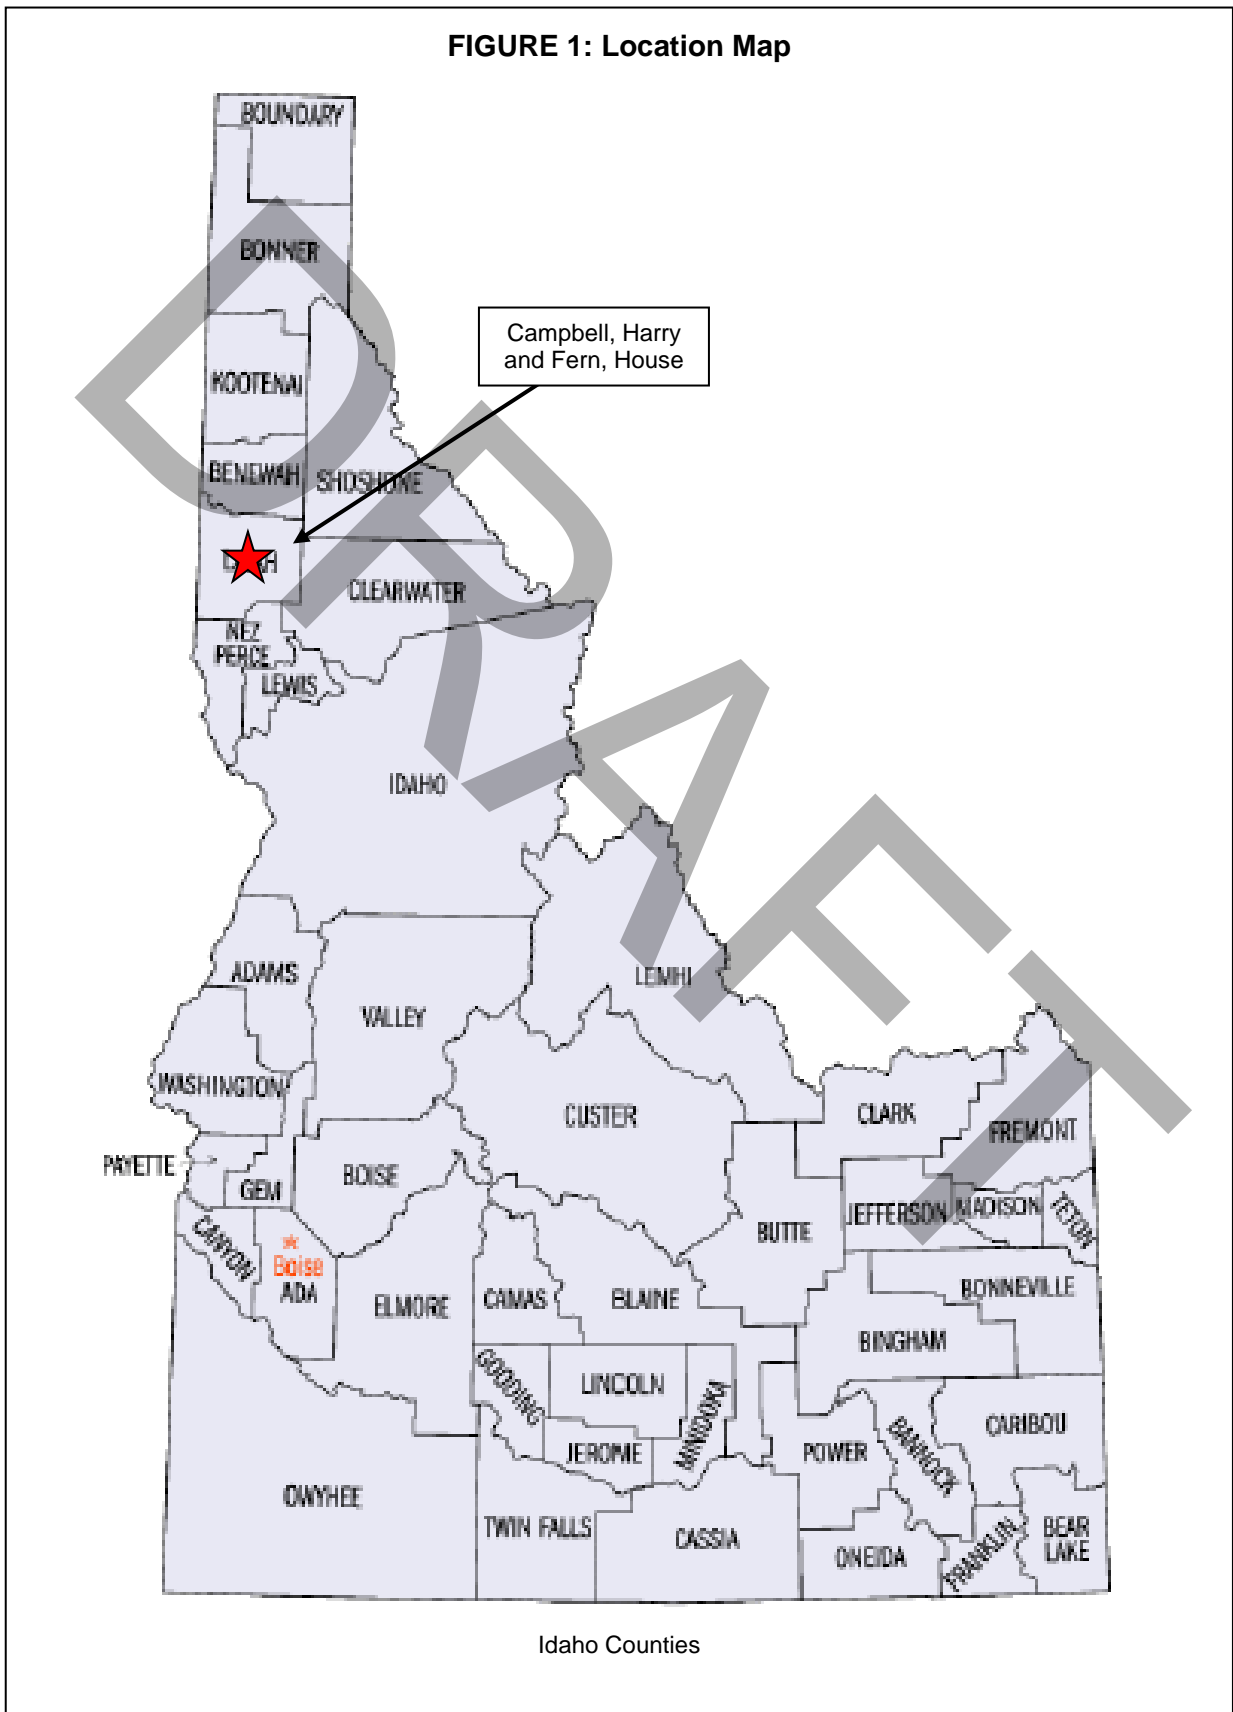 FIGURE 1: Location Map
BOUNDARY
BONNER
Campbell, Harry
and Fern, House
KOOTENAI
BENEWAH
SHOSHONE
CLEARWATER
NEZ
PERCE
LEWIS
IDAHO
ADAMS
LEMHI
VALLEY
WASHINGTON
CUSTER
CLARK
FREMONT
PAYETTE
BOISE
GEM
JEFFERSON
MADISON
TETON
CANYON
BUTTE
Boise
ADA
ELMORE
CAMAS
BLAINE
BONNEVILLE
BINGHAM
GOODING
LINCOLN
MINIDOKA
CARIBOU
JEROME
POWER
BANNOCK
OWYHEE
TWIN FALLS
CASSIA
ONEIDA
FRANKLIN
BEAR
LAKE
Idaho Counties
DRAFT